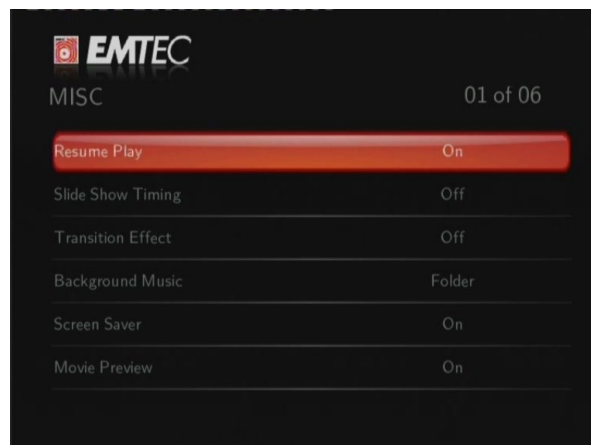 EMTEC
MISC 01 of 06
Resume Play On
Slide Show Timing Off
Transition Effect Off
Background Music Folder
Screen Saver On
Movie Preview On